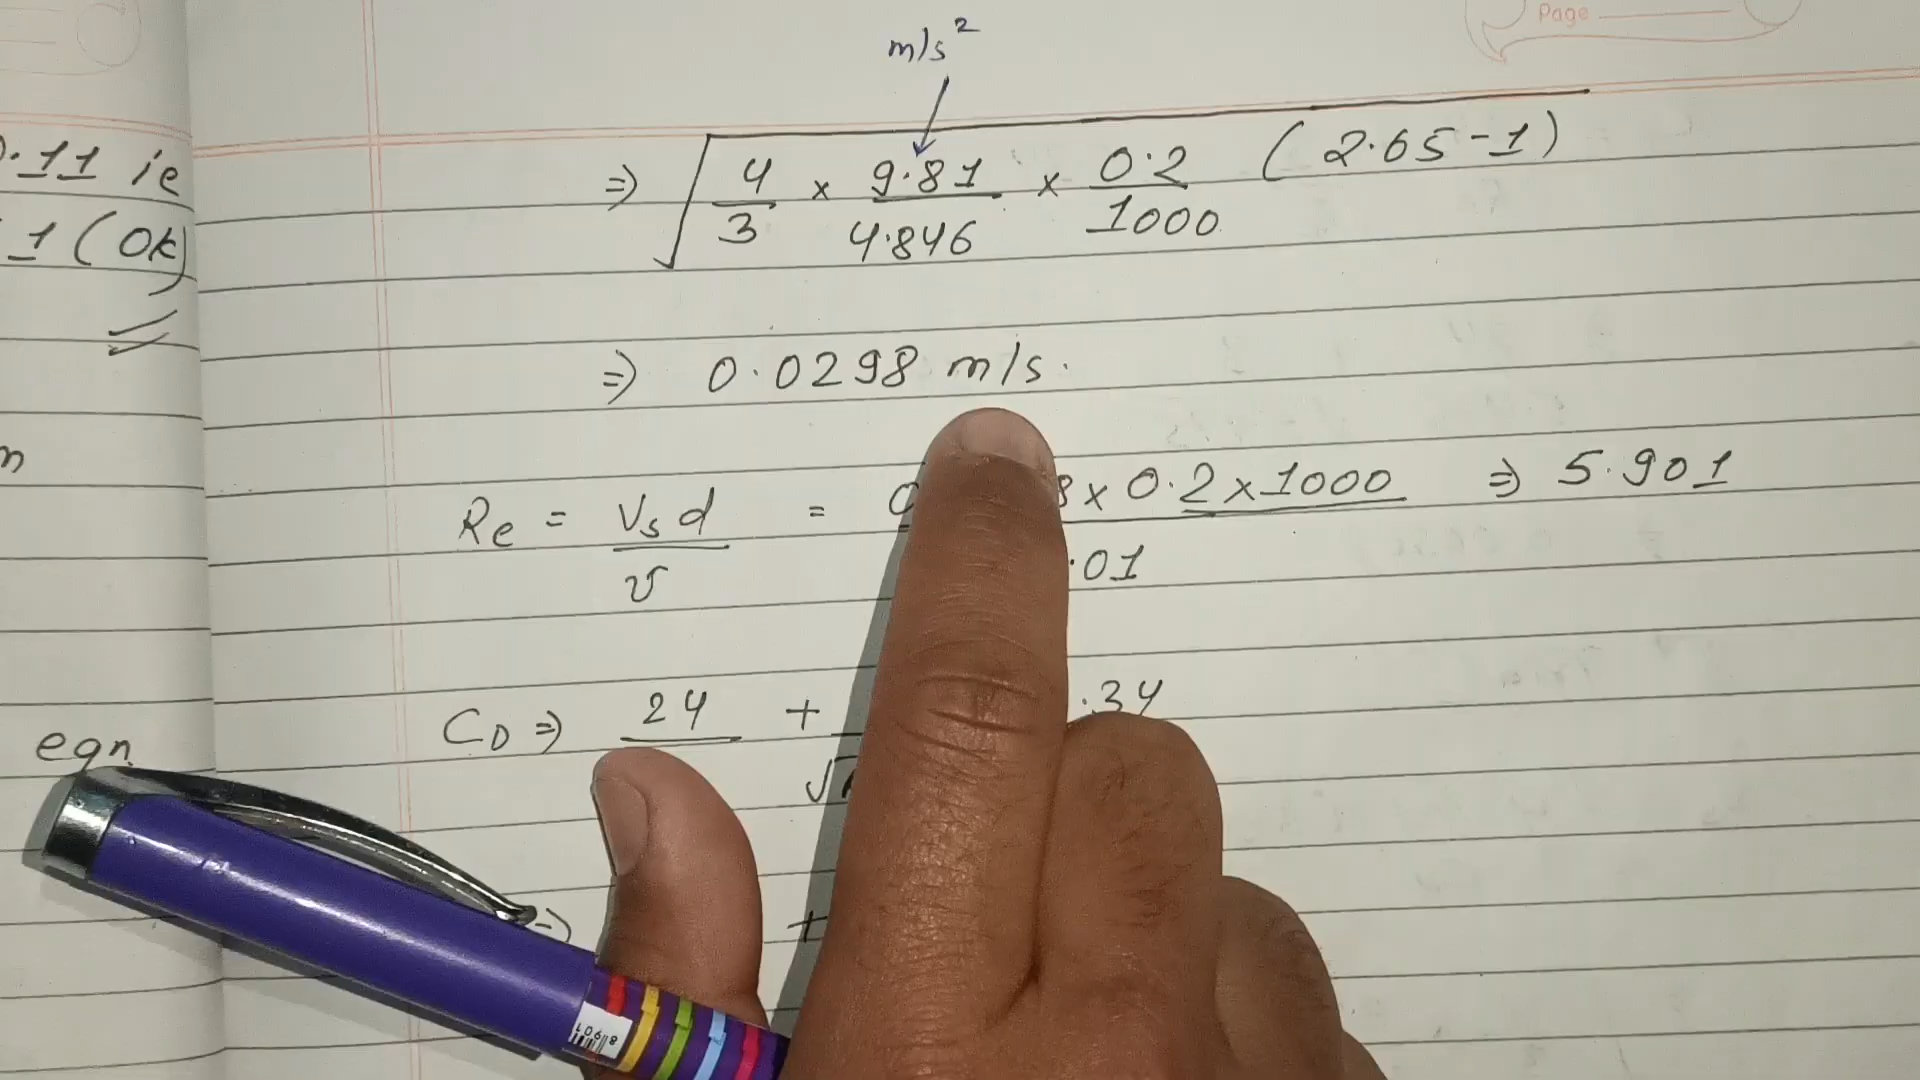 Page
m/s²
0.11 ie
⇒ √ 4/3 × 9.81/4.846 × 0.2/1000 (2.65-1)
1 (Ok)
⇒ 0.0298 m/s.
Re = Vs d / υ = × 0.2 × 1000 / .01 ⇒ 5.901
CD ⇒ 24 + .34
eqn
⇒ +